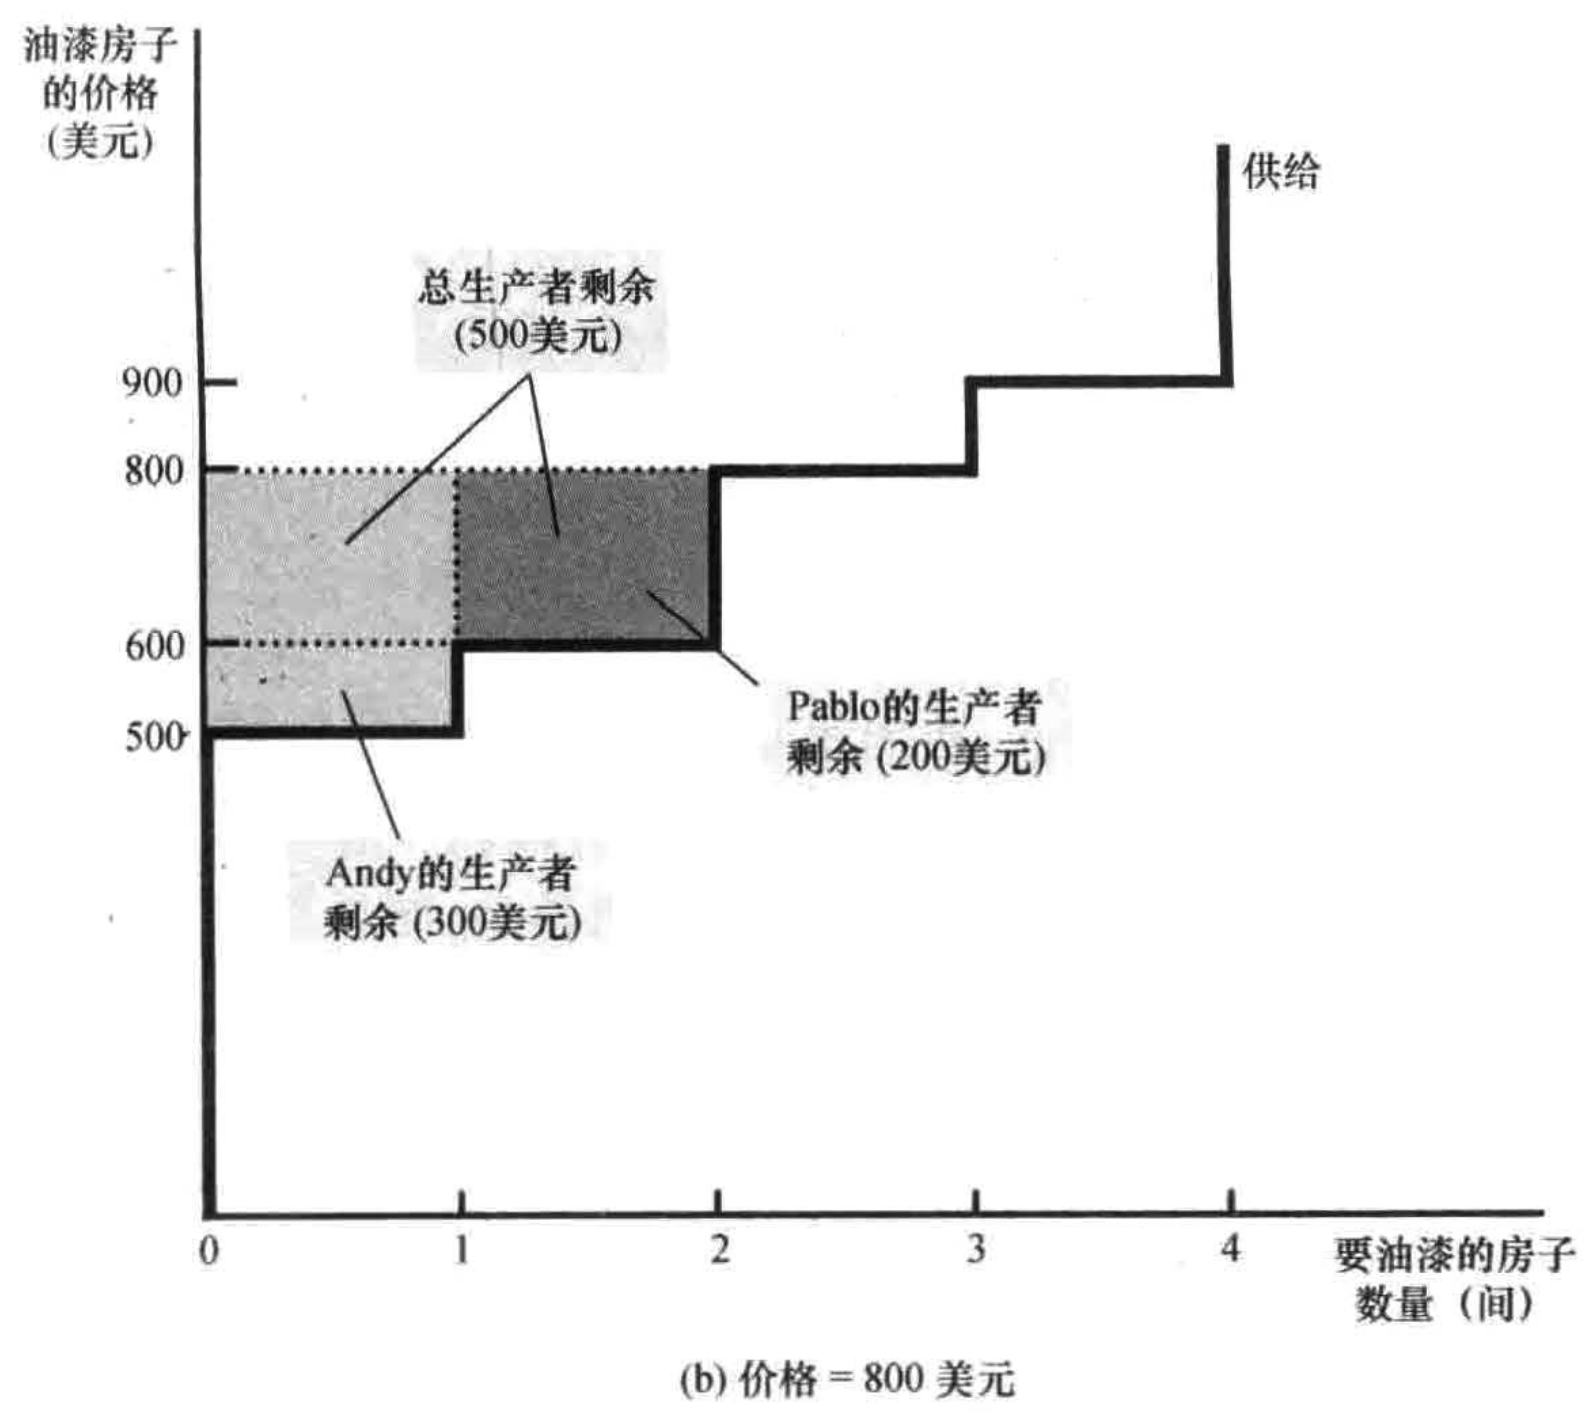 油漆房子
的价格
(美元)
供给
总生产者剩余
(500美元)
900
800
600
500
Pablo的生产者
剩余 (200美元)
Andy的生产者
剩余 (300美元)
0
1
2
3
4
要油漆的房子
数量（间）
(b) 价格 = 800 美元